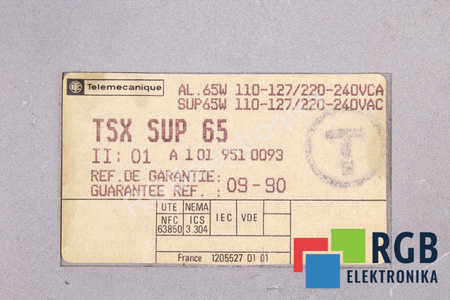 Telemecanique
AL.65W 110-127/220-240VCA
SUP65W 110-127/220-240VAC
TSX SUP 65
II: 01 A 1 01 951 0093
REF.DE GARANTIE:
GUARANTEE REF. : 09-90
T
UTE NEMA
NFC ICS IEC VDE
63850 3.304
France 1205527 01 01
RGB
ELEKTRONIKA